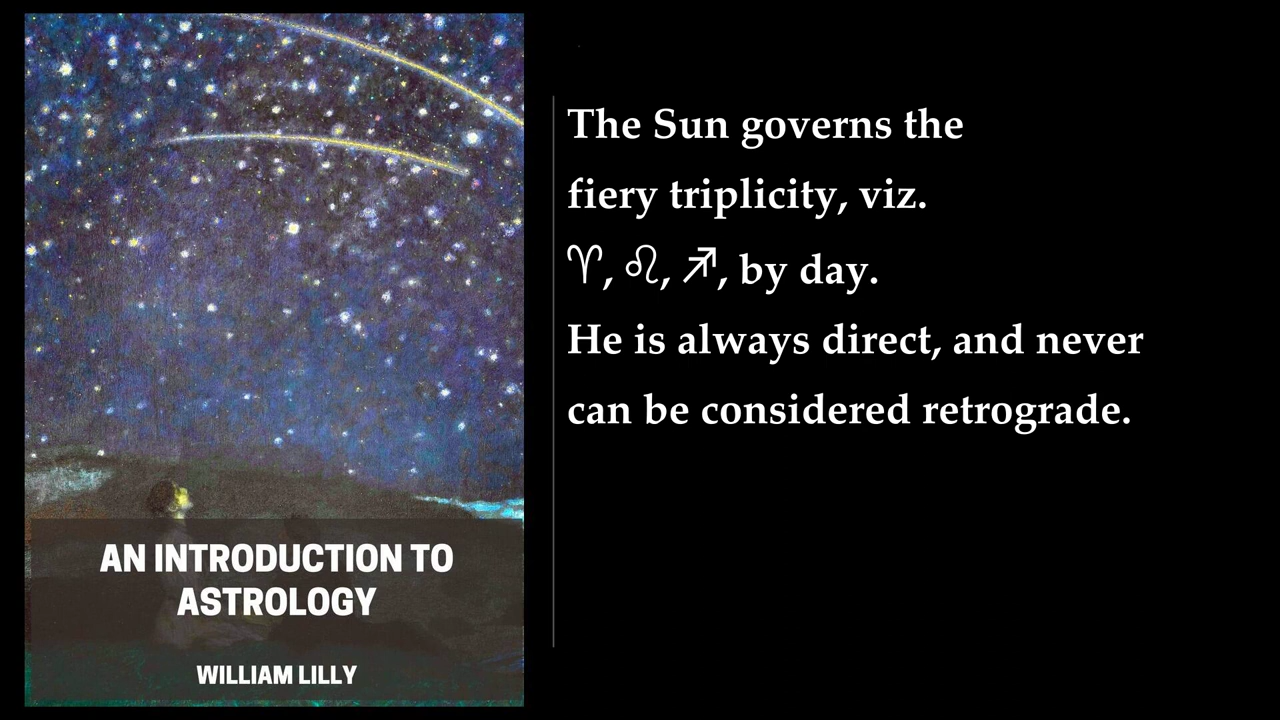 The Sun governs the
fiery triplicity, viz.
♈, ♌, ♐, by day.
He is always direct, and never
can be considered retrograde.
AN INTRODUCTION TO
ASTROLOGY
WILLIAM LILLY